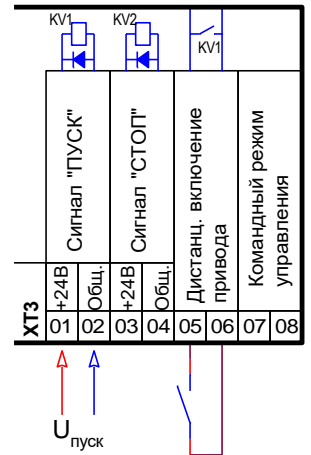 KV1
KV2
KV1
Сигнал "ПУСК"
Сигнал "СТОП"
Дистанц. включение
привода
Командный режим
управления
+24В
Общ.
+24В
Общ.
XT3
01 02 03 04 05 06 07 08
Uпуск